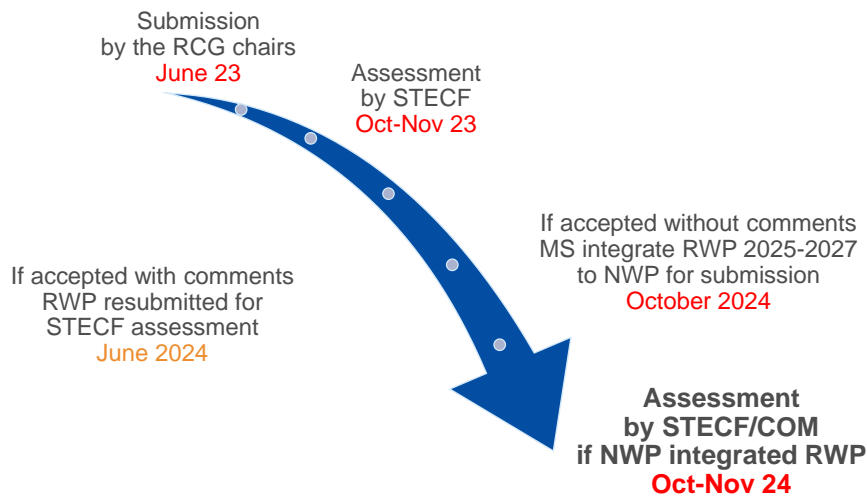 Submission
by the RCG chairs
June 23
Assessment
by STECF
Oct-Nov 23
If accepted with comments
RWP resubmitted for
STECF assessment
June 2024
If accepted without comments
MS integrate RWP 2025-2027
to NWP for submission
October 2024
Assessment
by STECF/COM
if NWP integrated RWP
Oct-Nov 24